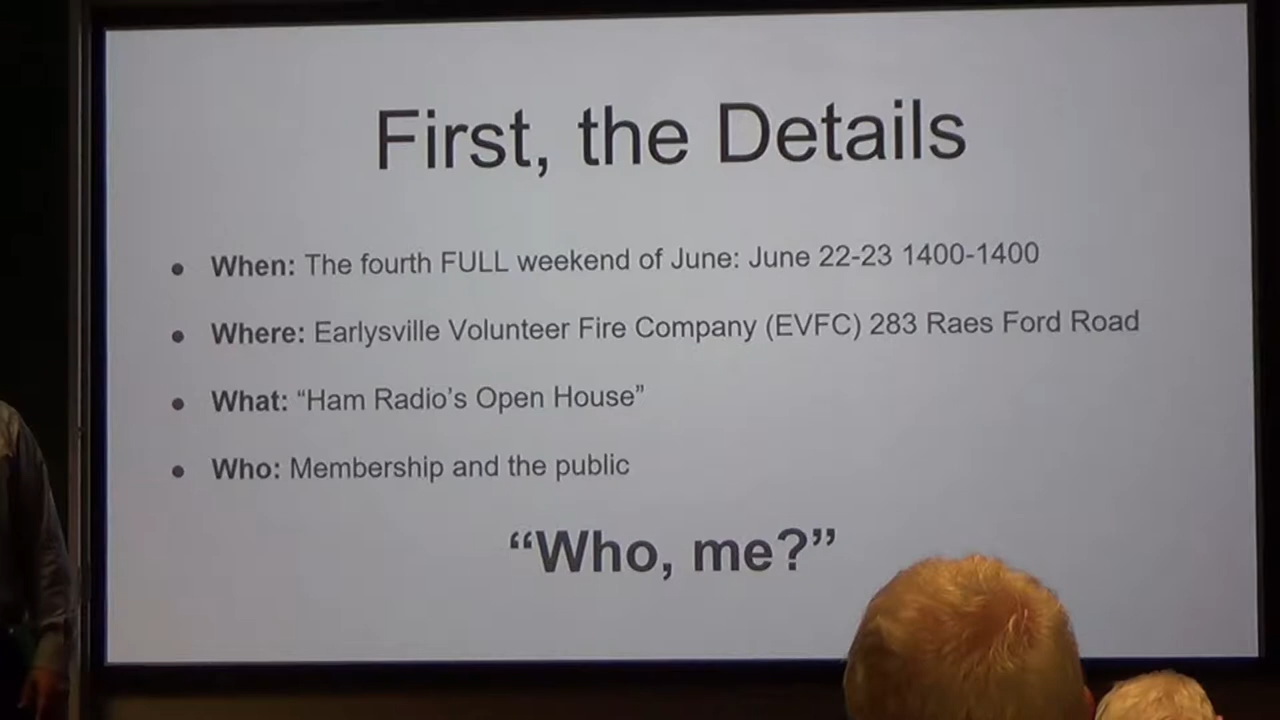 First, the Details
• When: The fourth FULL weekend of June: June 22-23 1400-1400
• Where: Earlysville Volunteer Fire Company (EVFC) 283 Raes Ford Road
• What: “Ham Radio’s Open House”
• Who: Membership and the public
“Who, me?”